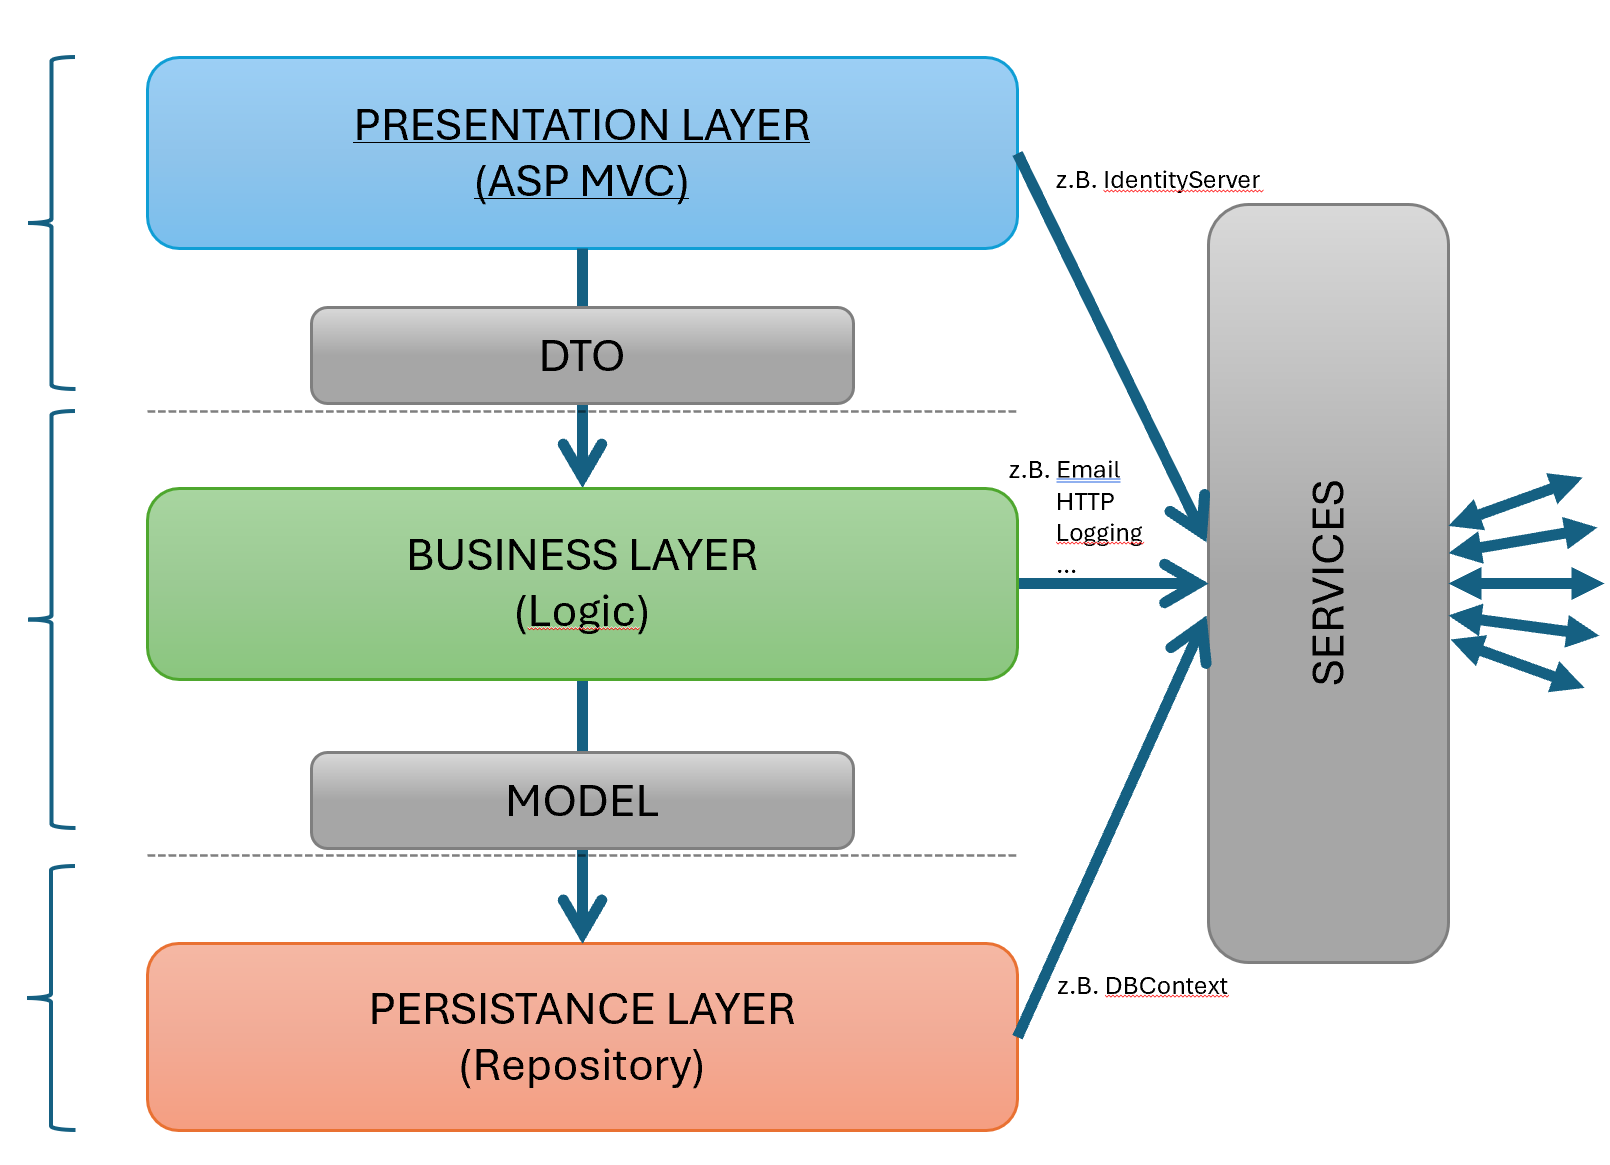 PRESENTATION LAYER
(ASP MVC)
z.B. IdentityServer
DTO
z.B. Email
HTTP
Logging
...
BUSINESS LAYER
(Logic)
SERVICES
MODEL
z.B. DBContext
PERSISTANCE LAYER
(Repository)